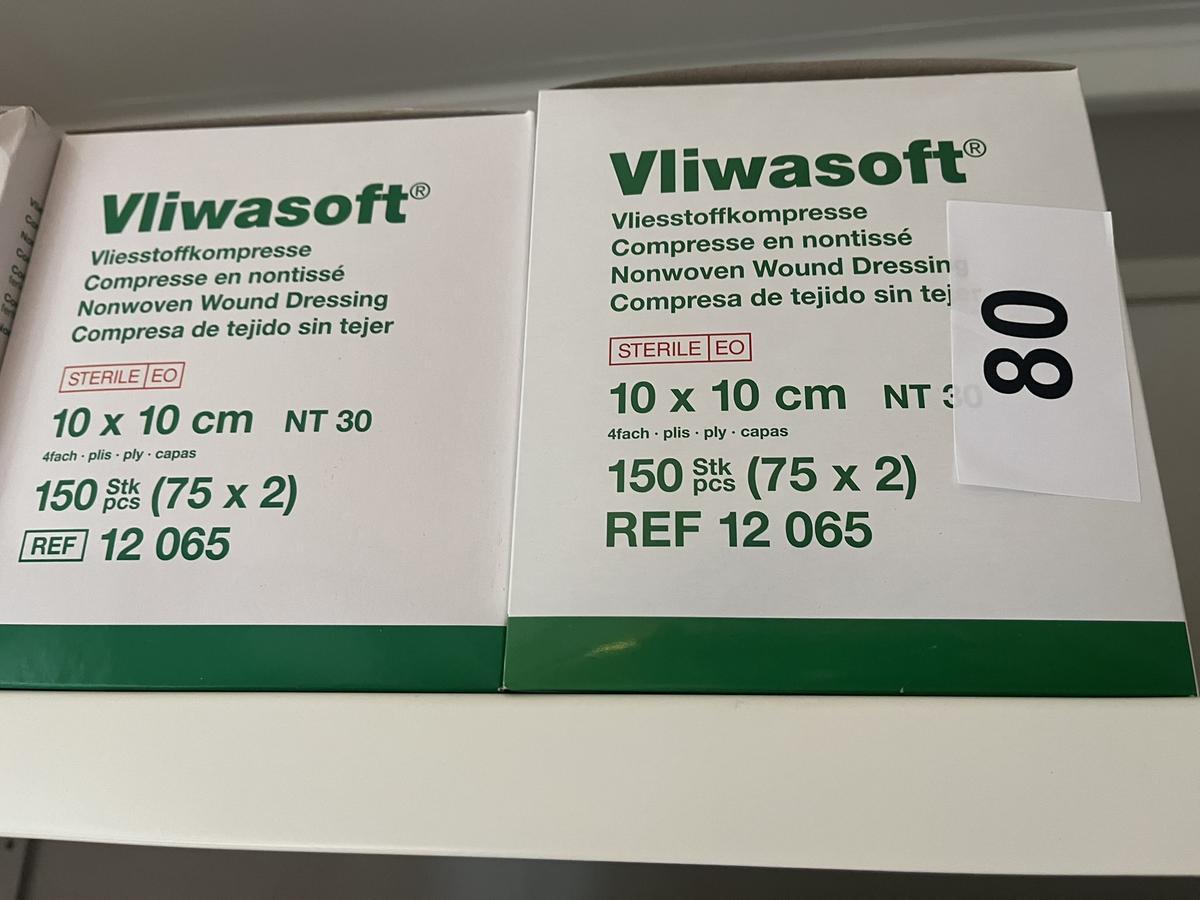 Vliwasoft®
Vliesstoffkompresse
Compresse en nontissé
Nonwoven Wound Dressing
Compresa de tejido sin tejer
STERILE EO
10 x 10 cm NT 30
4fach · plis · ply · capas
150 Stk pcs (75 x 2)
REF 12 065
Vliwasoft®
Vliesstoffkompresse
Compresse en nontissé
Nonwoven Wound Dressing
Compresa de tejido sin tejer
STERILE EO
10 x 10 cm NT 30
4fach · plis · ply · capas
150 Stk pcs (75 x 2)
REF 12 065
80